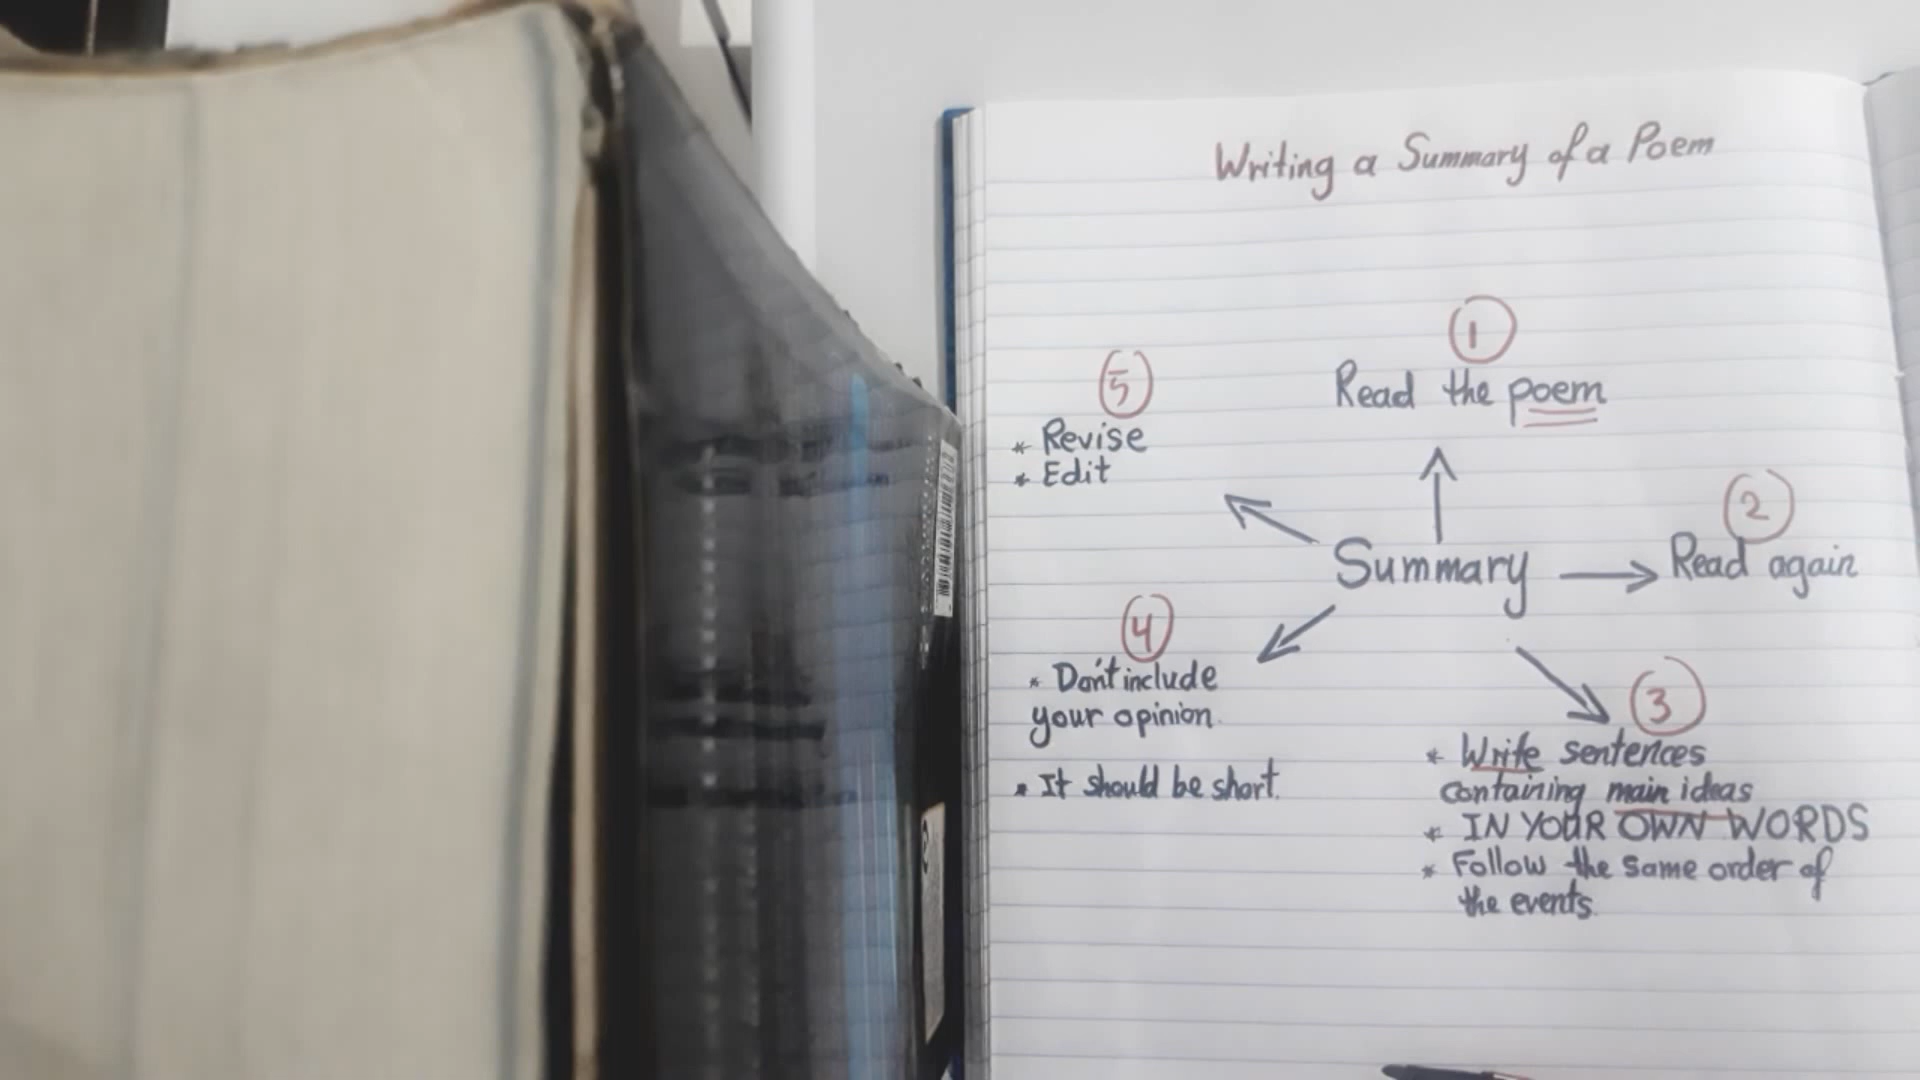 Writing a Summary of a Poem
1
Read the poem
2
Read again
Summary
3
* Write sentences
containing main ideas
* IN YOUR OWN WORDS
* Follow the same order of
the events.
4
* Don't include
your opinion.
* It should be short.
5
* Revise
* Edit